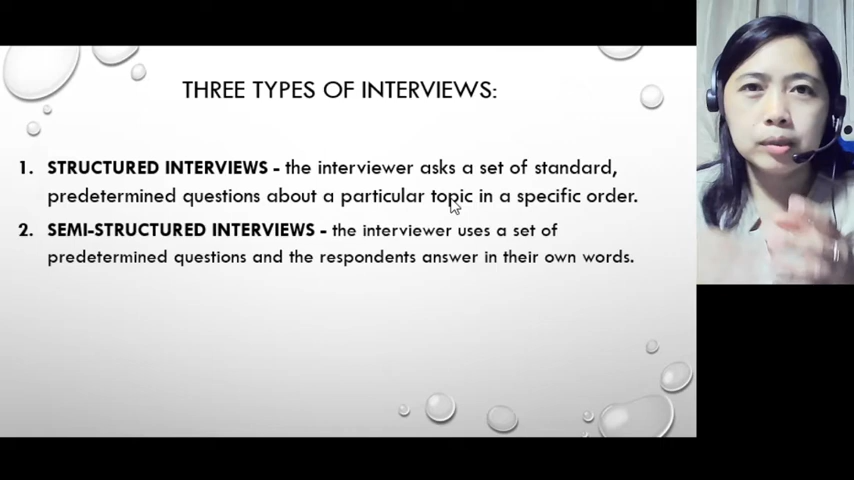 THREE TYPES OF INTERVIEWS:
1. STRUCTURED INTERVIEWS - the interviewer asks a set of standard,
predetermined questions about a particular topic in a specific order.
2. SEMI-STRUCTURED INTERVIEWS - the interviewer uses a set of
predetermined questions and the respondents answer in their own words.